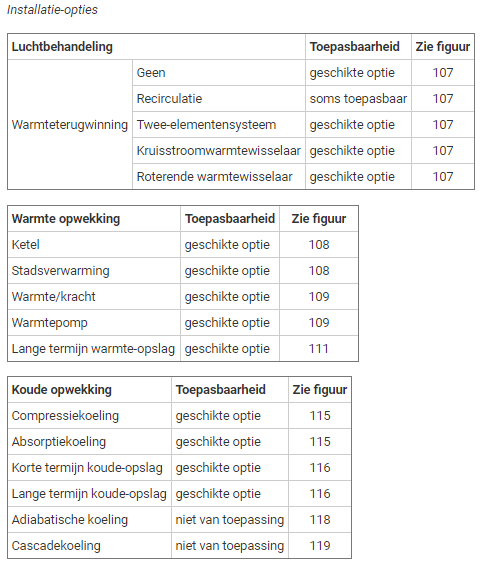 Installatie-opties
Luchtbehandeling Toepasbaarheid Zie figuur
Warmteterugwinning Geen geschikte optie 107
Recirculatie soms toepasbaar 107
Twee-elementensysteem geschikte optie 107
Kruisstroomwarmtewisselaar geschikte optie 107
Roterende warmtewisselaar geschikte optie 107
Warmte opwekking Toepasbaarheid Zie figuur
Ketel geschikte optie 108
Stadsverwarming geschikte optie 108
Warmte/kracht geschikte optie 109
Warmtepomp geschikte optie 109
Lange termijn warmte-opslag geschikte optie 111
Koude opwekking Toepasbaarheid Zie figuur
Compressiekoeling geschikte optie 115
Absorptiekoeling geschikte optie 115
Korte termijn koude-opslag geschikte optie 116
Lange termijn koude-opslag geschikte optie 116
Adiabatische koeling niet van toepassing 118
Cascadekoeling niet van toepassing 119